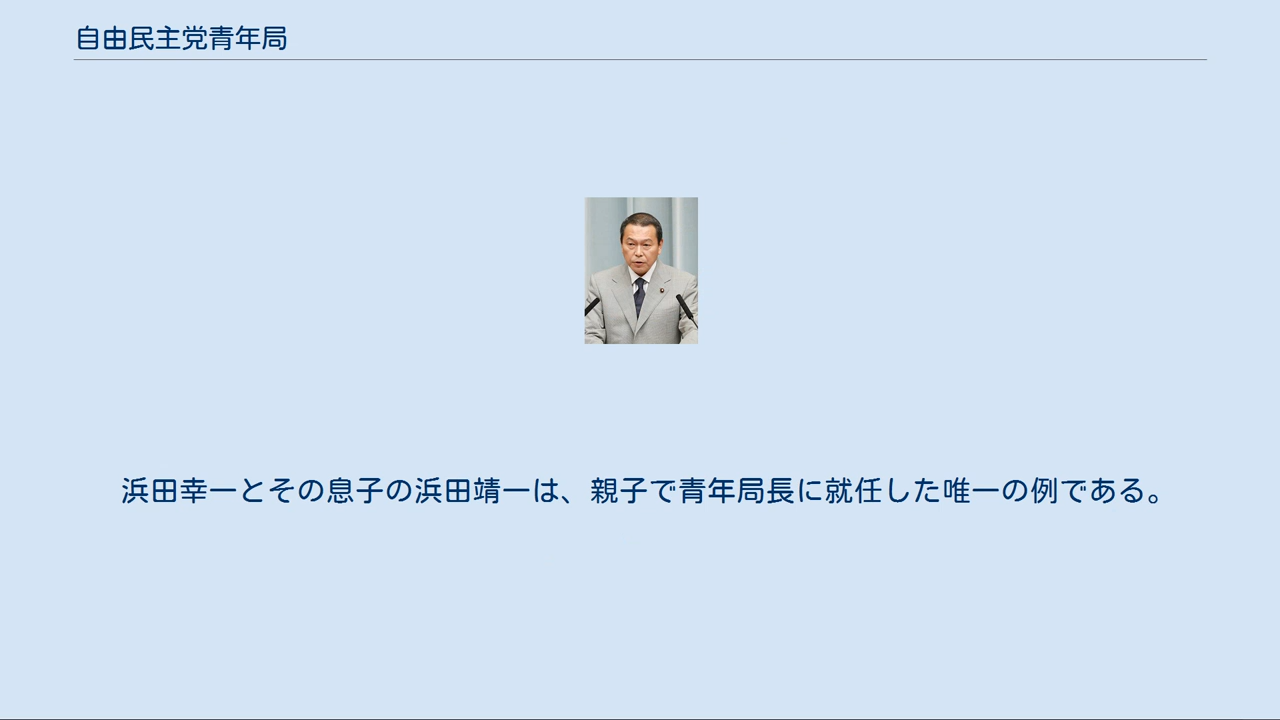 自由民主党青年局
浜田幸一とその息子の浜田靖一は、親子で青年局長に就任した唯一の例である。